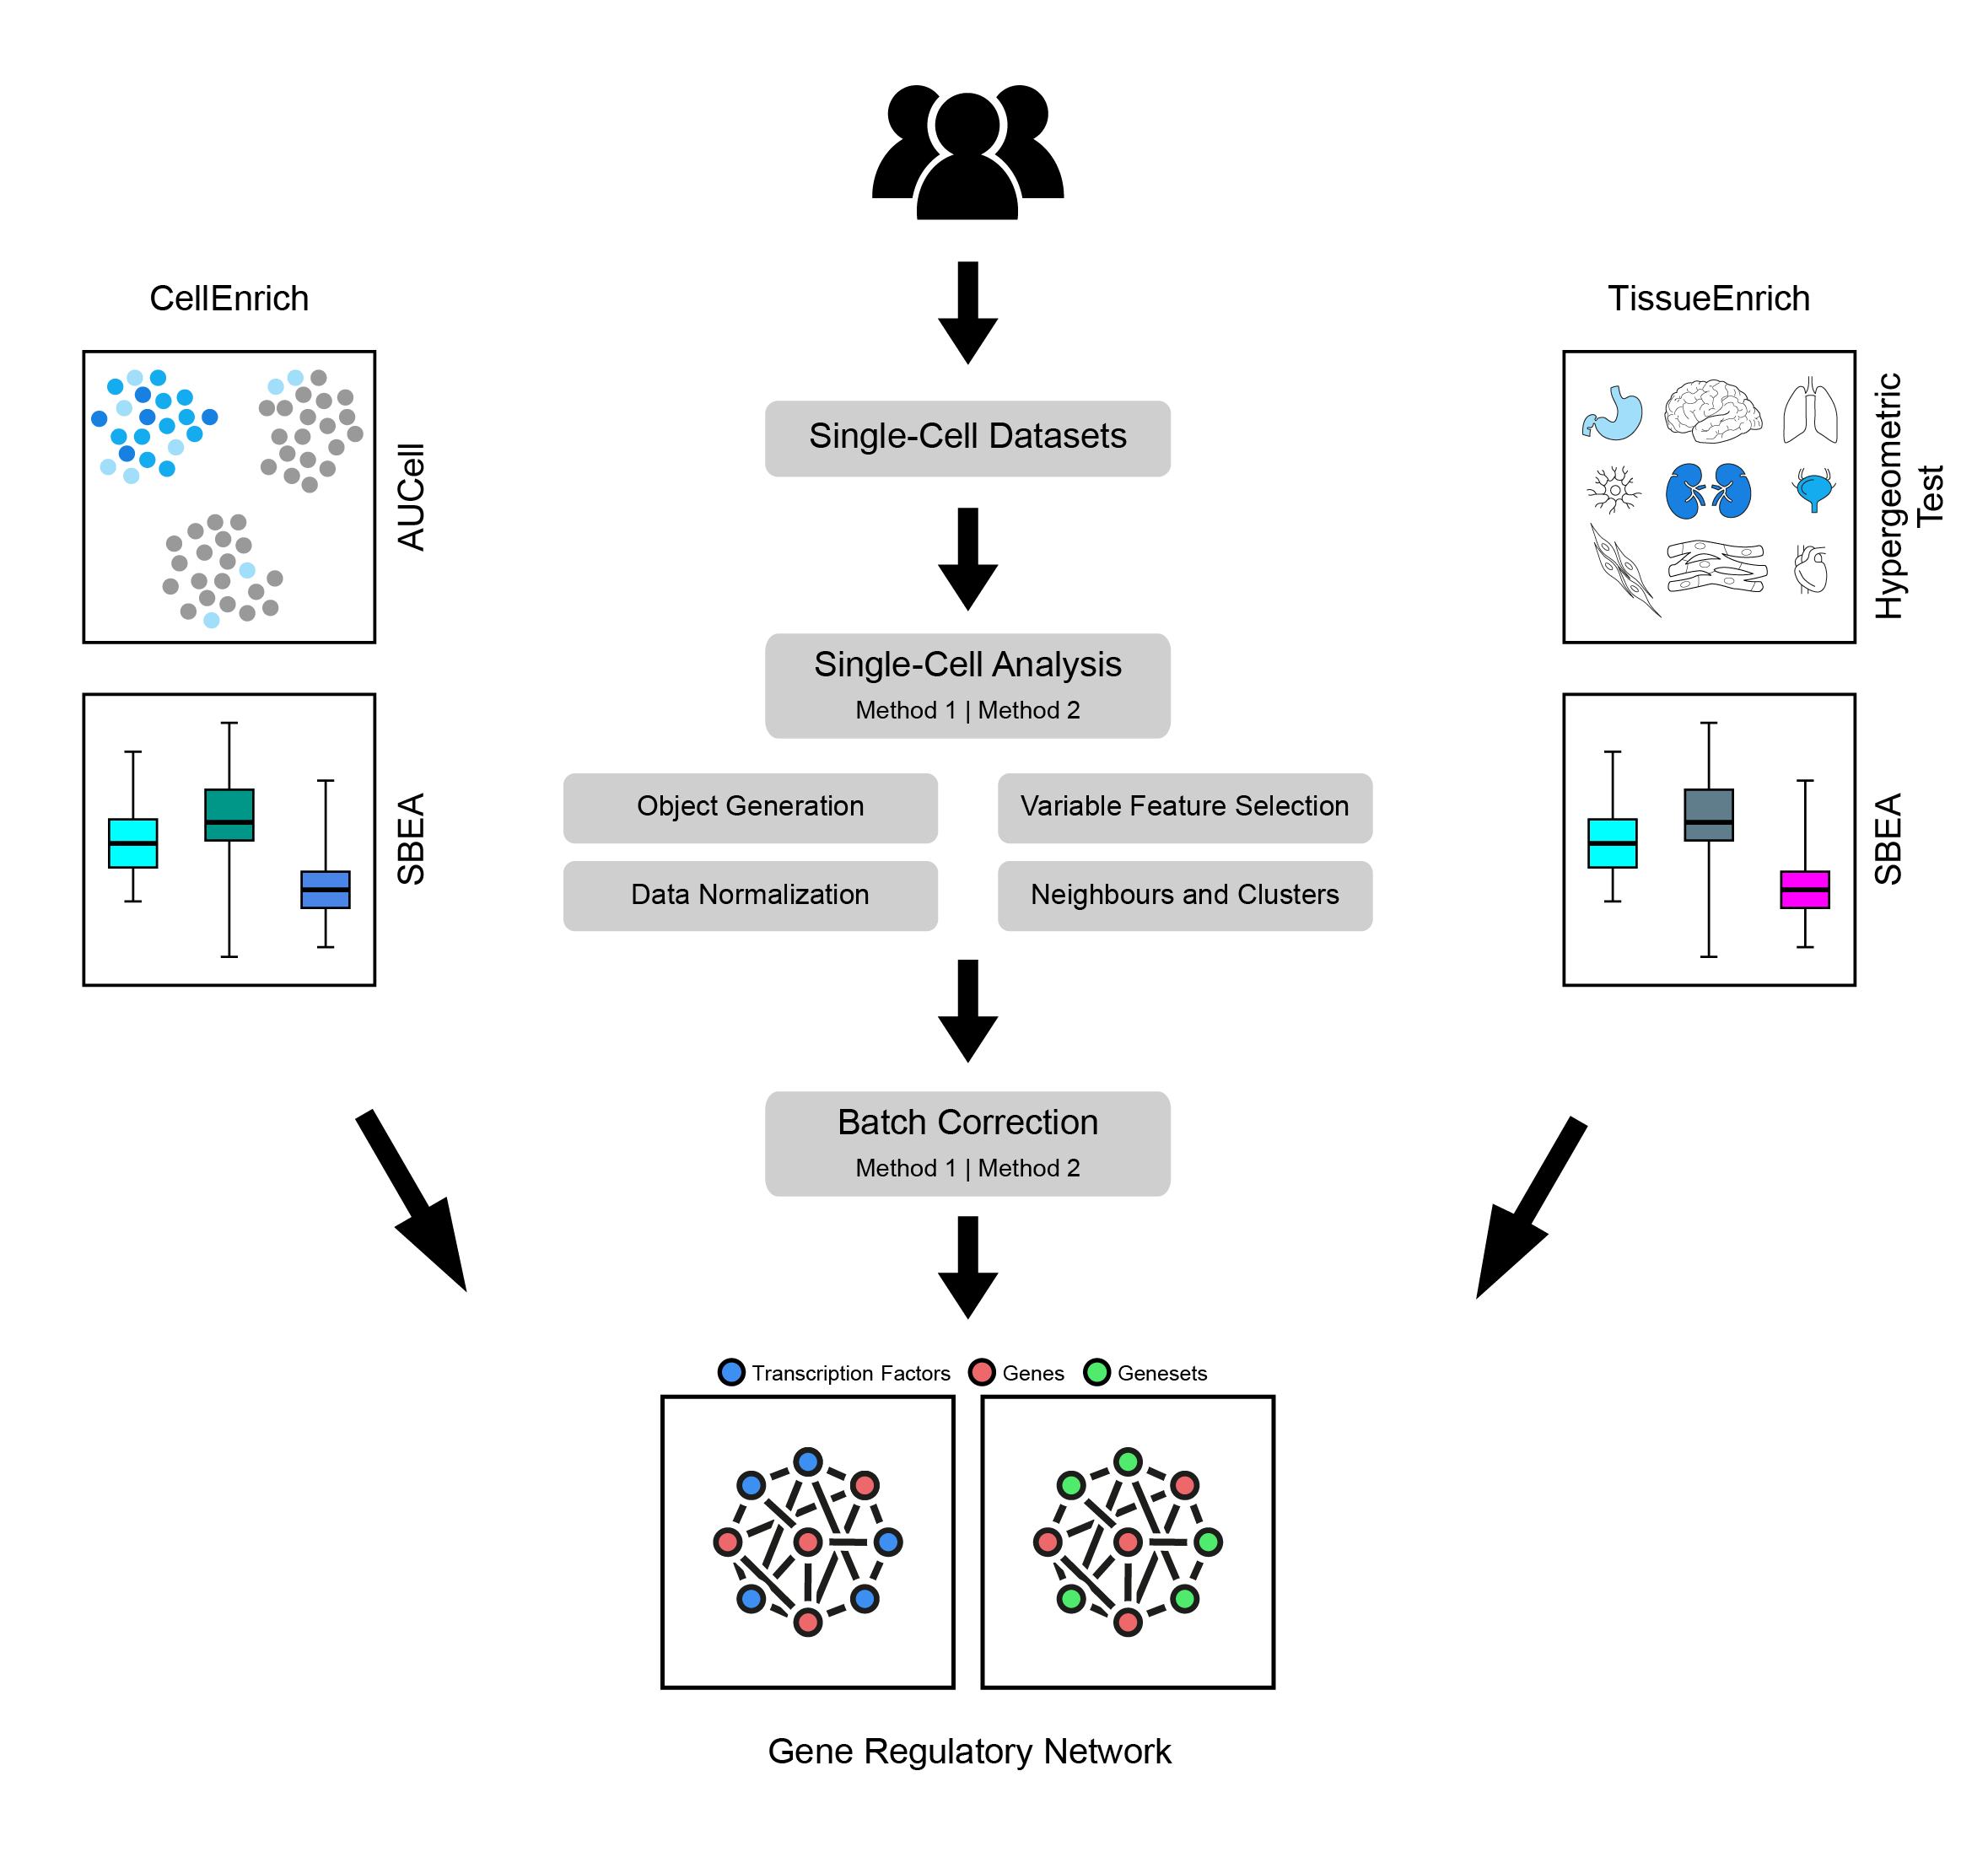 CellEnrich
AUCell
SBEA
Single-Cell Datasets
Single-Cell Analysis
Method 1 | Method 2
Object Generation
Variable Feature Selection
Data Normalization
Neighbours and Clusters
Batch Correction
Method 1 | Method 2
TissueEnrich
Hypergeometric
Test
SBEA
Transcription Factors
Genes
Genesets
Gene Regulatory Network